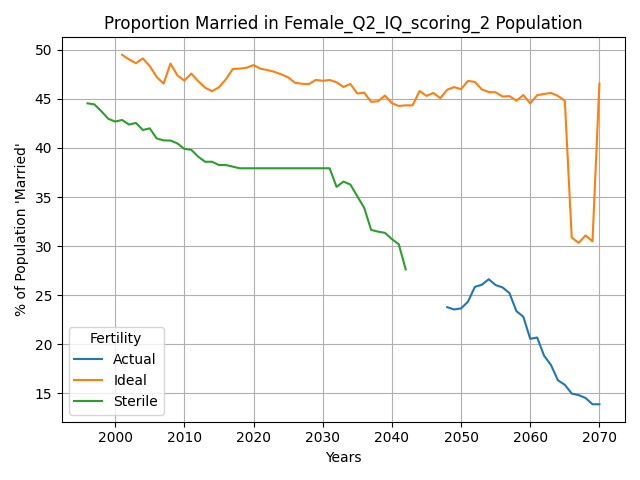 Proportion Married in Female_Q2_IQ_scoring_2 Population
% of Population 'Married'
50
45
40
35
30
25
20
15
Fertility
Actual
Ideal
Sterile
2000 2010 2020 2030 2040 2050 2060 2070
Years